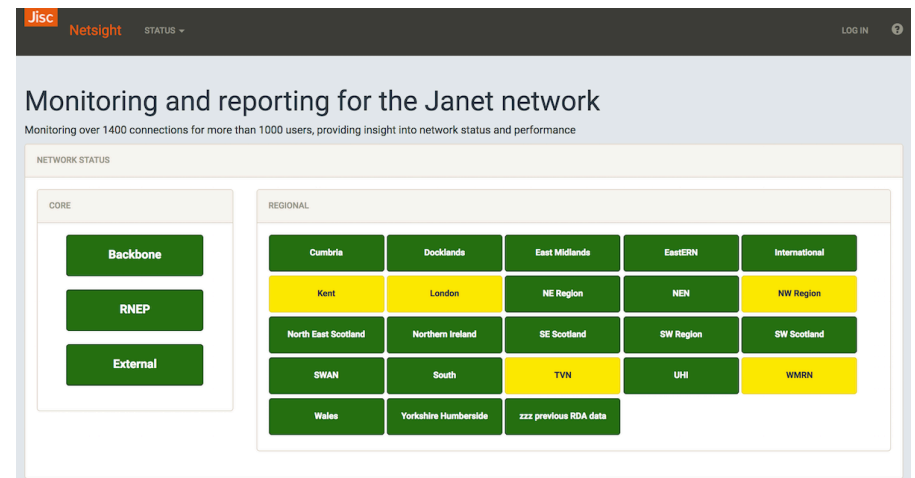 Jisc
Netsight STATUS LOG IN ?
Monitoring and reporting for the Janet network
Monitoring over 1400 connections for more than 1000 users, providing insight into network status and performance
NETWORK STATUS
CORE
Backbone
RNEP
External
REGIONAL
Cumbria Docklands East Midlands EastERN International
Kent London NE Region NEN NW Region
North East Scotland Northern Ireland SE Scotland SW Region SW Scotland
SWAN South TVN UHI WMRN
Wales Yorkshire Humberside zzz previous RDA data